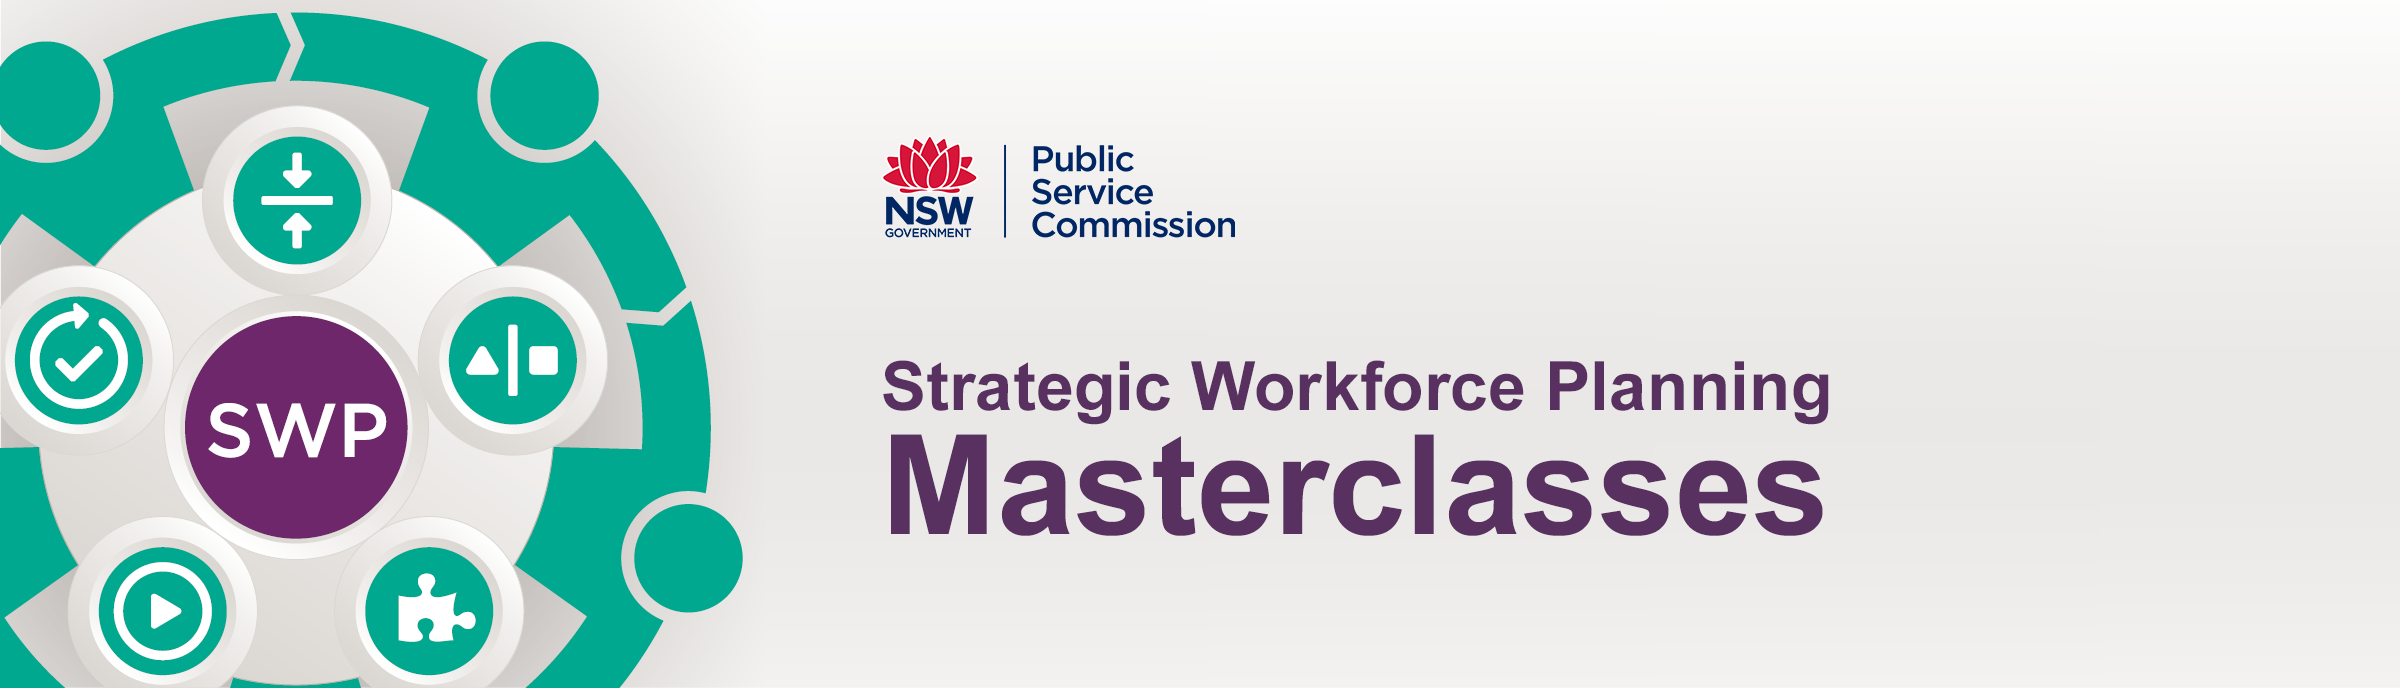 SWP
NSW
GOVERNMENT
Public
Service
Commission
Strategic Workforce Planning
Masterclasses